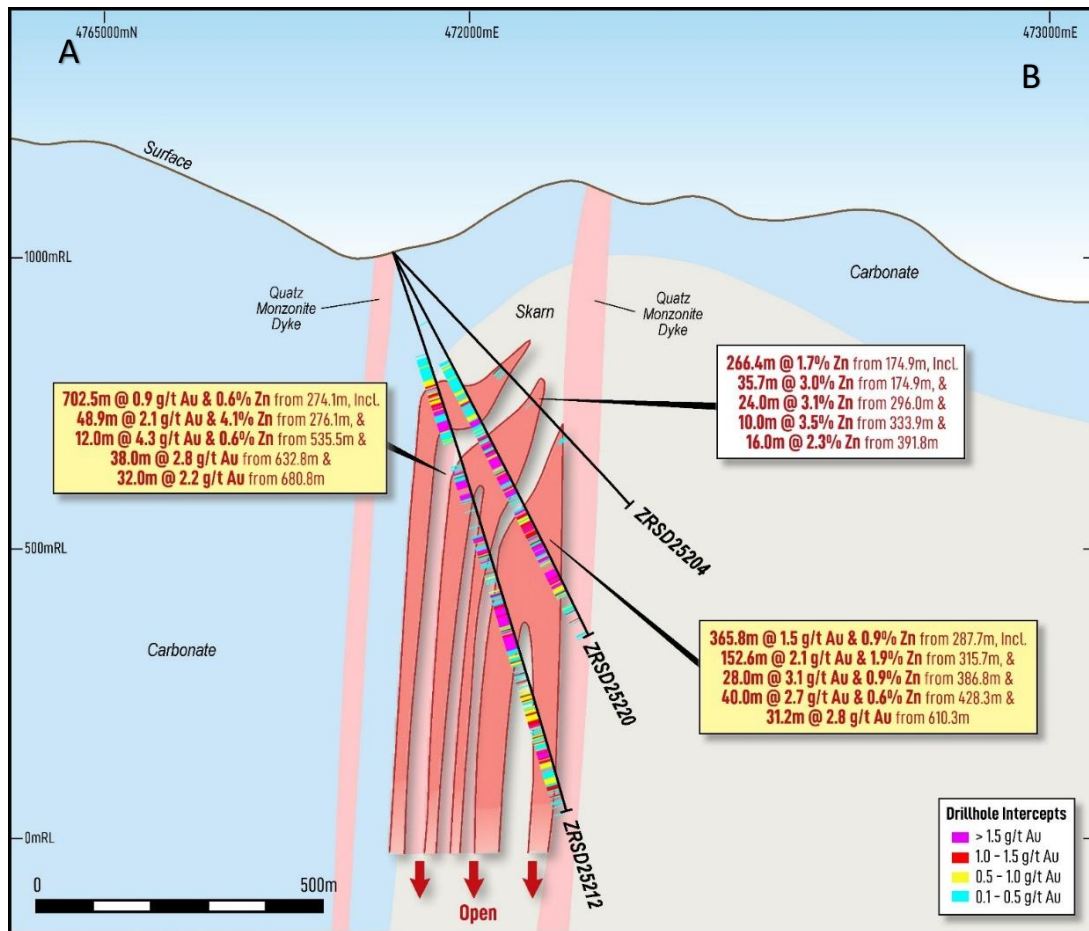 4765000mN
472000mE
473000mE
A
B
Surface
1000mRL
Quatz
Monzonite
Dyke
Skarn
Quatz
Monzonite
Dyke
Carbonate
702.5m @ 0.9 g/t Au & 0.6% Zn from 274.1m, Incl.
48.9m @ 2.1 g/t Au & 4.1% Zn from 276.1m, &
12.0m @ 4.3 g/t Au & 0.6% Zn from 535.5m &
38.0m @ 2.8 g/t Au from 632.8m &
32.0m @ 2.2 g/t Au from 680.8m
266.4m @ 1.7% Zn from 174.9m, Incl.
35.7m @ 3.0% Zn from 174.9m, &
24.0m @ 3.1% Zn from 296.0m &
10.0m @ 3.5% Zn from 333.9m &
16.0m @ 2.3% Zn from 391.8m
ZRSD25204
500mRL
ZRSD25220
Carbonate
365.8m @ 1.5 g/t Au & 0.9% Zn from 287.7m, Incl.
152.6m @ 2.1 g/t Au & 1.9% Zn from 315.7m, &
28.0m @ 3.1 g/t Au & 0.9% Zn from 386.8m &
40.0m @ 2.7 g/t Au & 0.6% Zn from 428.3m &
31.2m @ 2.8 g/t Au from 610.3m
ZRSD25212
0mRL
0
500m
Open
Drillhole Intercepts
> 1.5 g/t Au
1.0 - 1.5 g/t Au
0.5 - 1.0 g/t Au
0.1 - 0.5 g/t Au